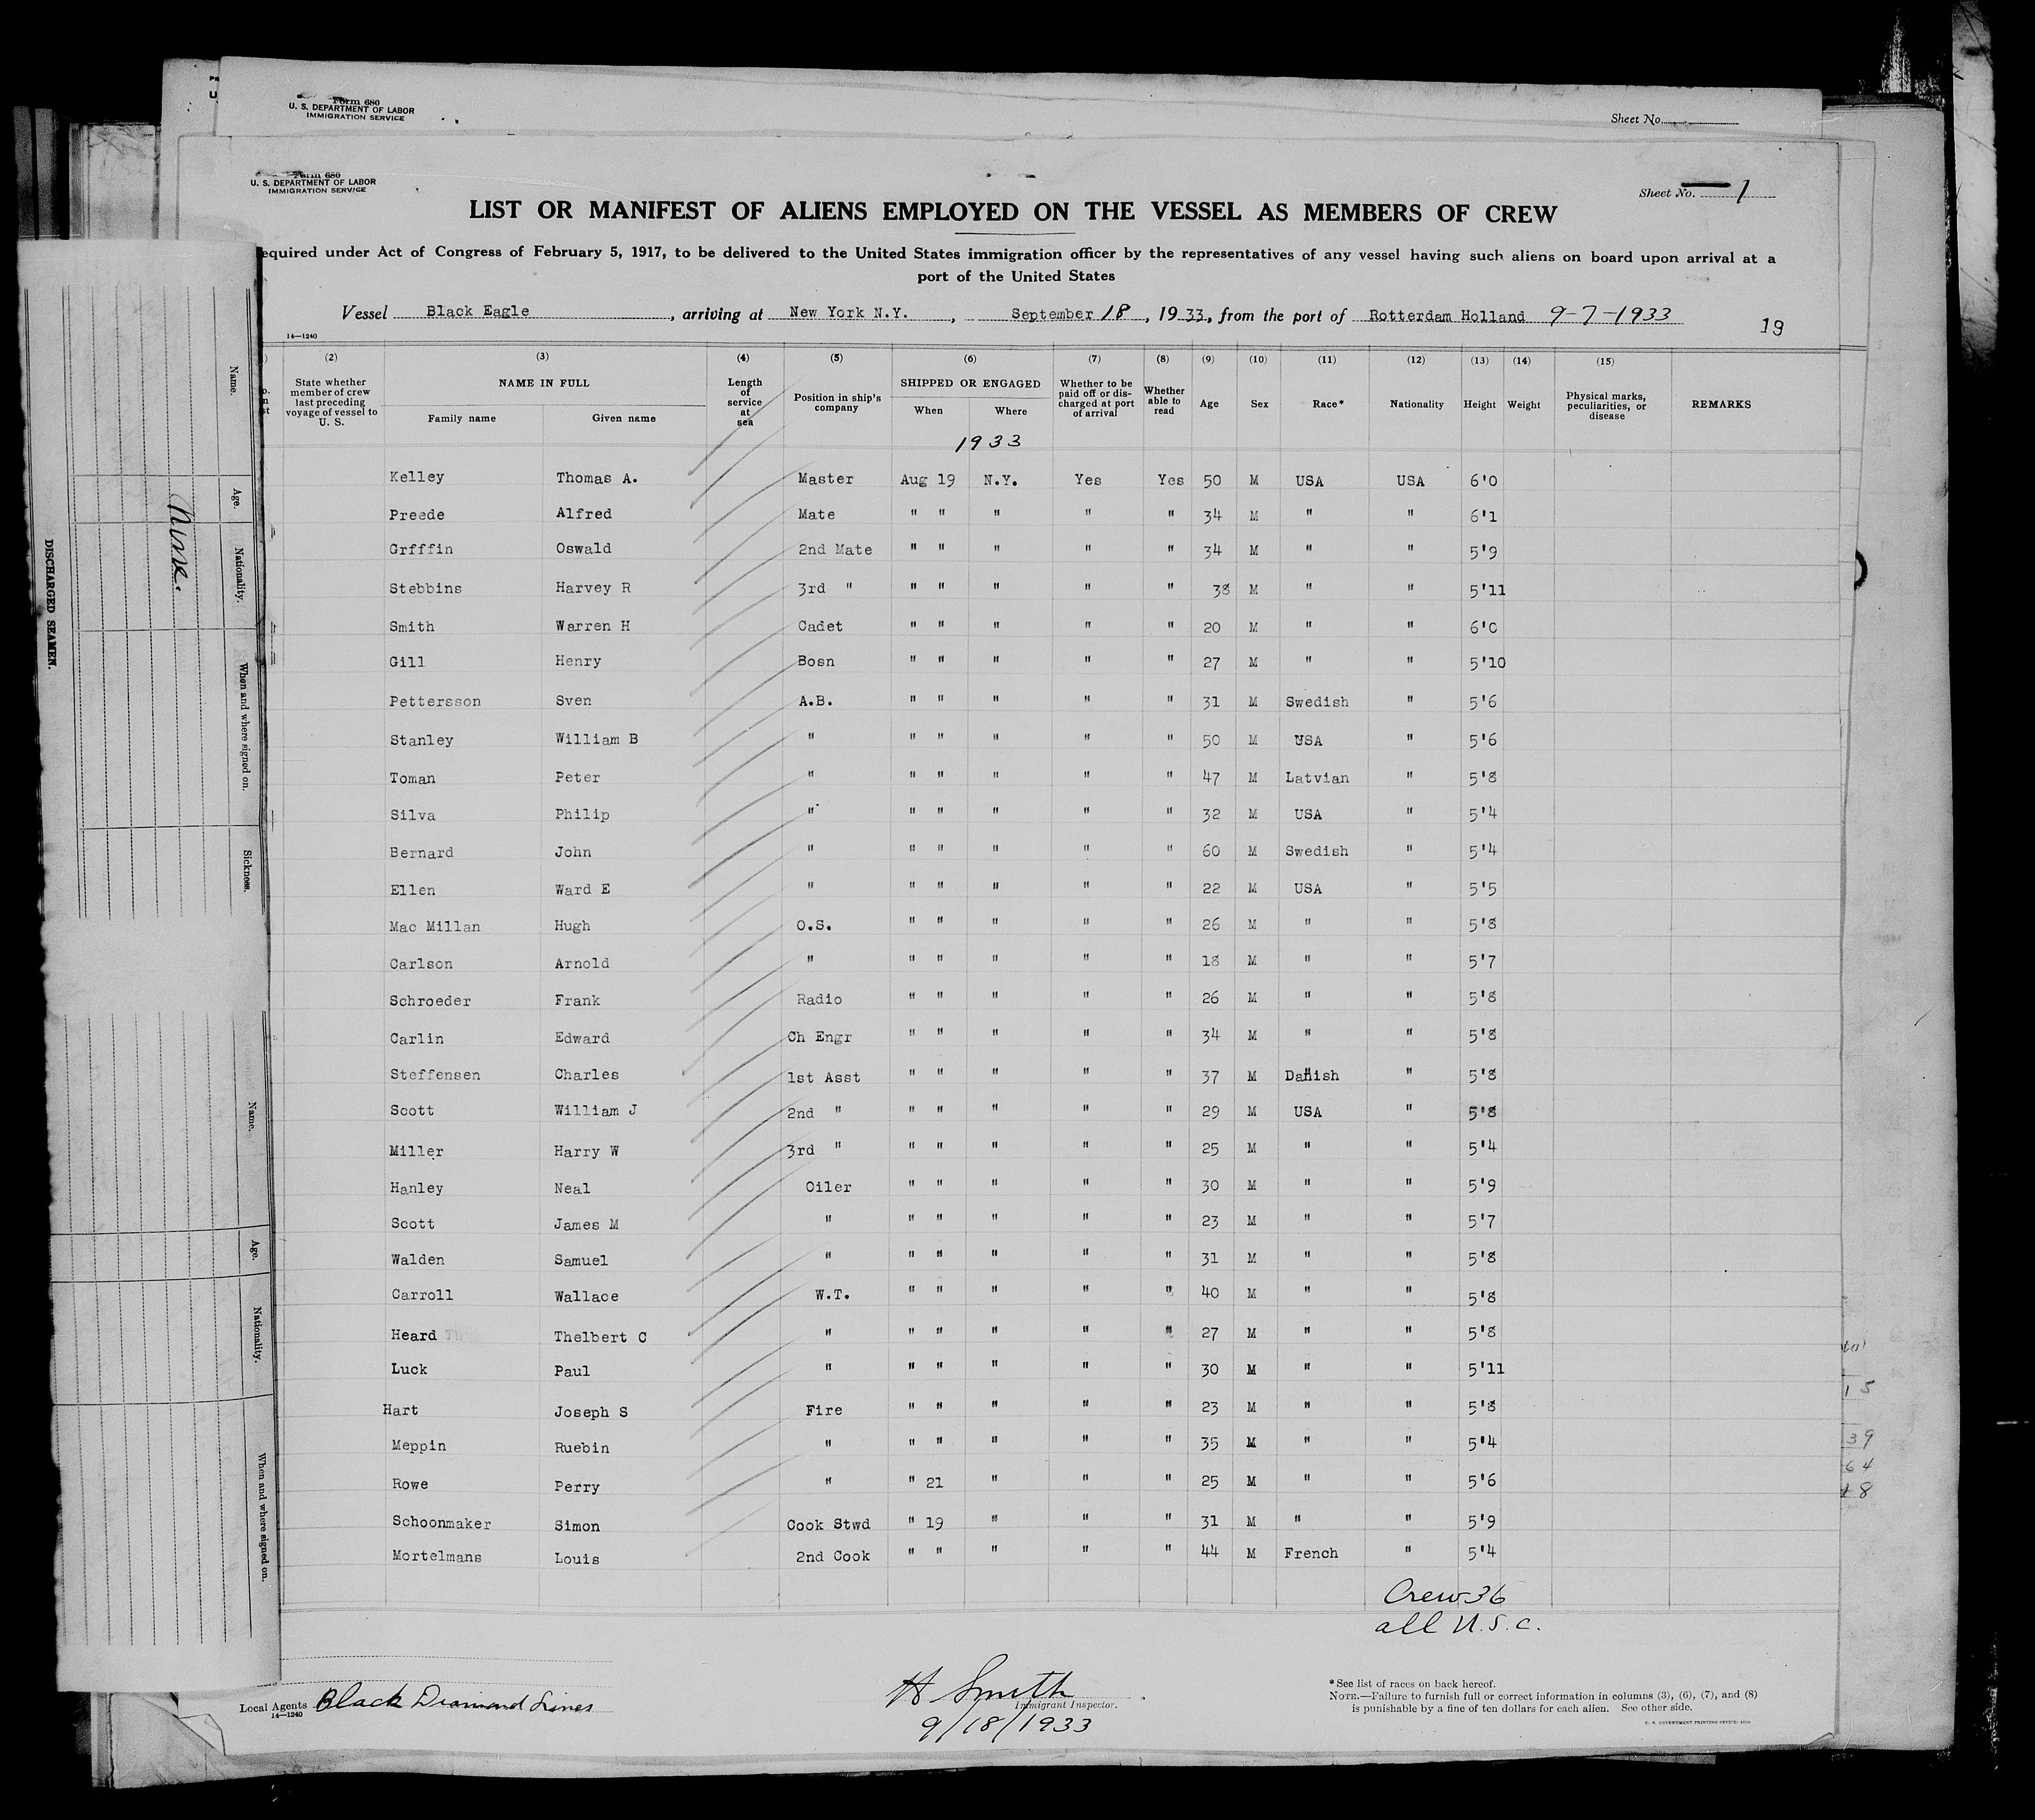 Form 680
U. S. DEPARTMENT OF LABOR
IMMIGRATION SERVICE
Sheet No.
Form 680
U. S. DEPARTMENT OF LABOR
IMMIGRATION SERVICE
Sheet No. 1
LIST OR MANIFEST OF ALIENS EMPLOYED ON THE VESSEL AS MEMBERS OF CREW
equired under Act of Congress of February 5, 1917, to be delivered to the United States immigration officer by the representatives of any vessel having such aliens on board upon arrival at a
port of the United States
Vessel Black Eagle, arriving at New York N.Y., September 18, 1933, from the port of Rotterdam Holland 9-7-1933
14—1240
19
(2) (3) (4) (5) (6) (7) (8) (9) (10) (11) (12) (13) (14) (15)
State whether member of crew last preceding voyage of vessel to U. S.
NAME IN FULL
Family name Given name
Length of service at sea
Position in ship's company
SHIPPED OR ENGAGED
When Where
Whether to be paid off or discharged at port of arrival
Whether able to read
Age Sex Race* Nationality Height Weight
Physical marks, peculiarities, or disease
REMARKS
1933
Kelley Thomas A. Master Aug 19 N.Y. Yes Yes 50 M USA USA 6'0
Preede Alfred Mate " " " " " 34 M " " 6'1
Grfffin Oswald 2nd Mate " " " " " 34 M " " 5'9
Stebbins Harvey R 3rd " " " " " " 38 M " " 5'11
Smith Warren H Cadet " " " " " 20 M " " 6'0
Gill Henry Bosn " " " " " 27 M " " 5'10
Pettersson Sven A.B. " " " " " 31 M Swedish " 5'6
Stanley William B " " " " " " 50 M USA " 5'6
Toman Peter " " " " " " 47 M Latvian " 5'8
Silva Philip " " " " " " 32 M USA " 5'4
Bernard John " " " " " " 60 M Swedish " 5'4
Ellen Ward E " " " " " " 22 M USA " 5'5
Mac Millan Hugh O.S. " " " " " 26 M " " 5'8
Carlson Arnold " " " " " " 18 M " " 5'7
Schroeder Frank Radio " " " " " 26 M " " 5'8
Carlin Edward Ch Engr " " " " " 34 M " " 5'8
Steffensen Charles 1st Asst " " " " " 37 M Danish " 5'8
Scott William J 2nd " " " " " " 29 M USA " 5'8
Miller Harry W 3rd " " " " " " 25 M " " 5'4
Hanley Neal Oiler " " " " " 30 M " " 5'9
Scott James M " " " " " " 23 M " " 5'7
Walden Samuel " " " " " " 31 M " " 5'8
Carroll Wallace W.T. " " " " " 40 M " " 5'8
Heard Thelbert C " " " " " " 27 M " " 5'8
Luck Paul " " " " " " 30 M " " 5'11
Hart Joseph S Fire " " " " " 23 M " " 5'8
Meppin Ruebin " " " " " " 35 M " " 5'4
Rowe Perry " " 21 " " " 25 M " " 5'6
Schoonmaker Simon Cook Stwd " 19 " " " 31 M " " 5'9
Mortelmans Louis 2nd Cook " " " " " 44 M French " 5'4
Crew 36
all U.S.C.
Local Agents Black Diamond Lines
14—1240
H Smith
Immigrant Inspector.
9/18/1933
*See list of races on back hereof.
NOTE.—Failure to furnish full or correct information in columns (3), (6), (7), and (8)
is punishable by a fine of ten dollars for each alien. See other side.
DISCHARGED SEAMEN.
Name. Age. Nationality. When and where signed on. Sickness.
None.
Name. Age. Nationality. When and where signed on.
15
39
64